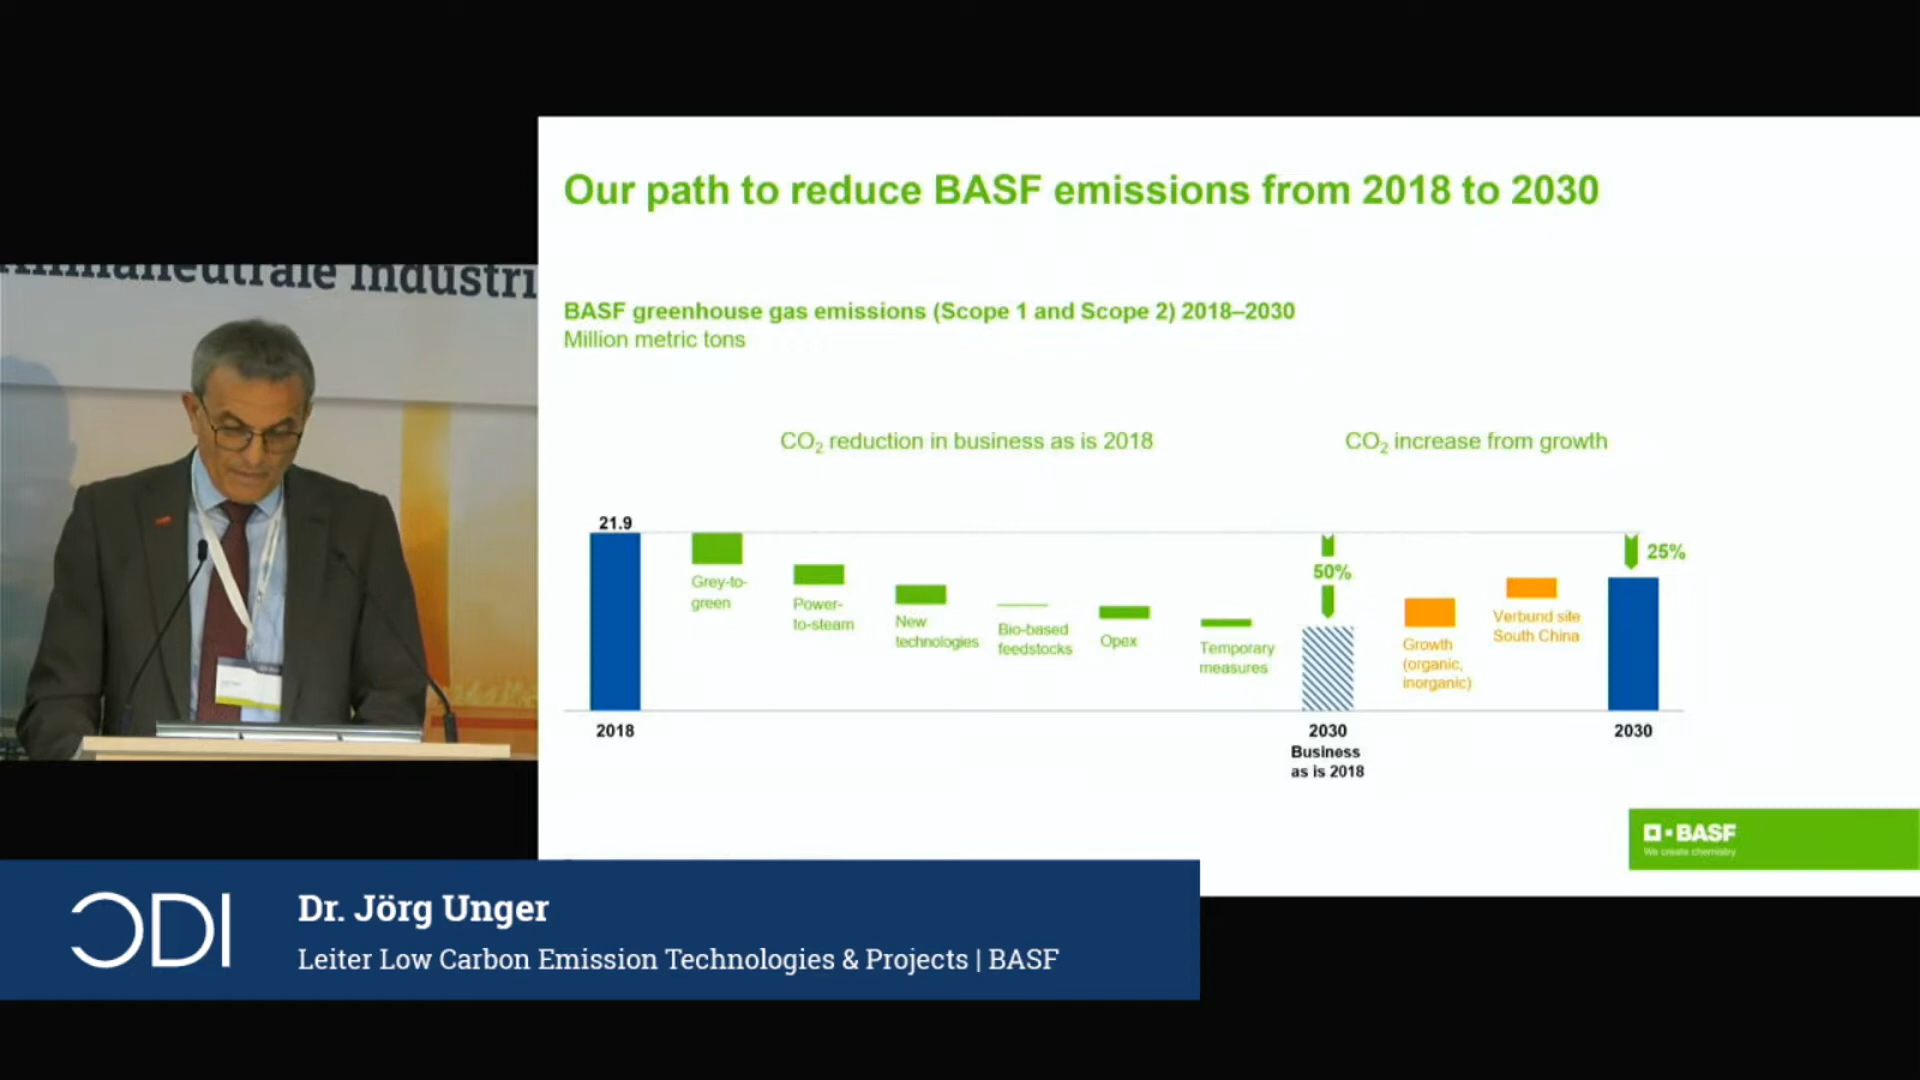 Our path to reduce BASF emissions from 2018 to 2030
BASF greenhouse gas emissions (Scope 1 and Scope 2) 2018–2030
Million metric tons
CO₂ reduction in business as is 2018
CO₂ increase from growth
21.9
Grey-to-
green
Power-
to-steam
New
technologies
Bio-based
feedstocks
Opex
Temporary
measures
50%
Growth
(organic,
inorganic)
Verbund site
South China
25%
2018
2030
Business
as is 2018
2030
BASF
We create chemistry
CDI
Dr. Jörg Unger
Leiter Low Carbon Emission Technologies & Projects | BASF